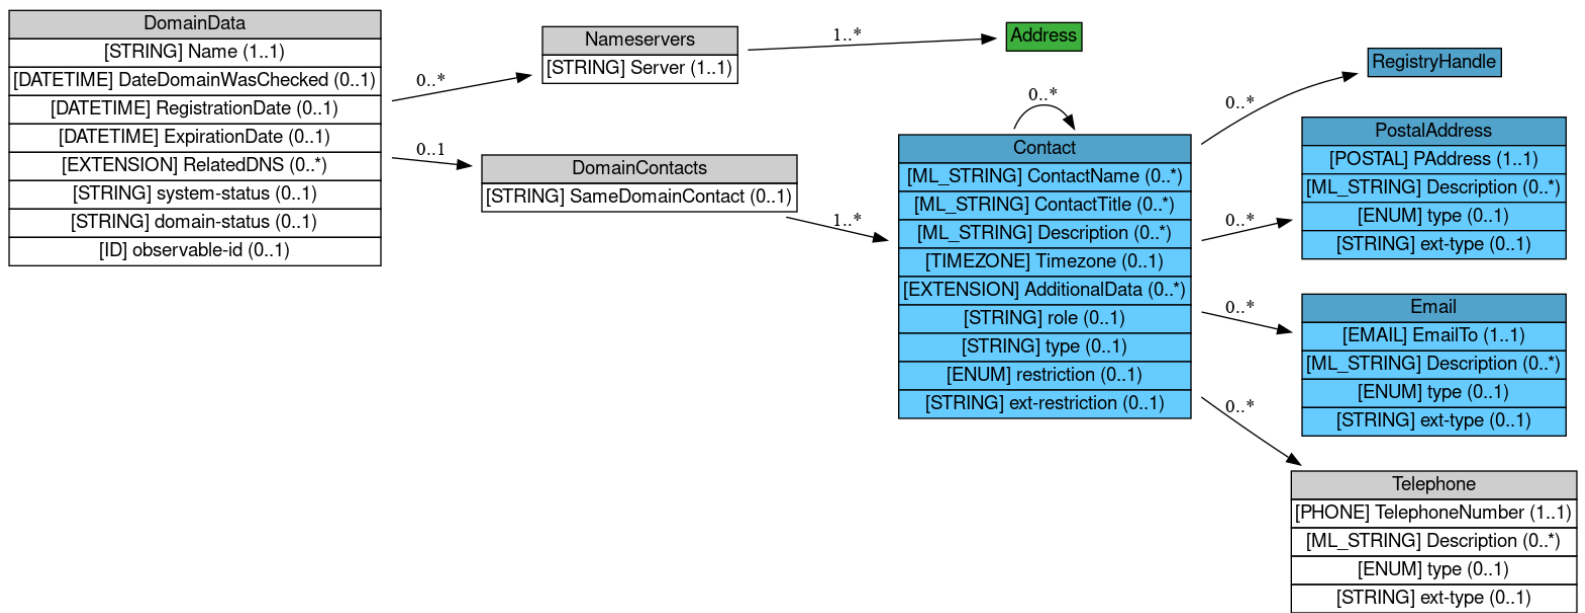 DomainData
[STRING] Name (1..1)
[DATETIME] DateDomainWasChecked (0..1)
[DATETIME] RegistrationDate (0..1)
[DATETIME] ExpirationDate (0..1)
[EXTENSION] RelatedDNS (0..*)
[STRING] system-status (0..1)
[STRING] domain-status (0..1)
[ID] observable-id (0..1)
0..*
0..1
Nameservers
[STRING] Server (1..1)
1..*
Address
DomainContacts
[STRING] SameDomainContact (0..1)
1..*
0..*
Contact
[ML_STRING] ContactName (0..*)
[ML_STRING] ContactTitle (0..*)
[ML_STRING] Description (0..*)
[TIMEZONE] Timezone (0..1)
[EXTENSION] AdditionalData (0..*)
[STRING] role (0..1)
[STRING] type (0..1)
[ENUM] restriction (0..1)
[STRING] ext-restriction (0..1)
0..*
RegistryHandle
0..*
PostalAddress
[POSTAL] PAddress (1..1)
[ML_STRING] Description (0..*)
[ENUM] type (0..1)
[STRING] ext-type (0..1)
0..*
Email
[EMAIL] EmailTo (1..1)
[ML_STRING] Description (0..*)
[ENUM] type (0..1)
[STRING] ext-type (0..1)
0..*
Telephone
[PHONE] TelephoneNumber (1..1)
[ML_STRING] Description (0..*)
[ENUM] type (0..1)
[STRING] ext-type (0..1)